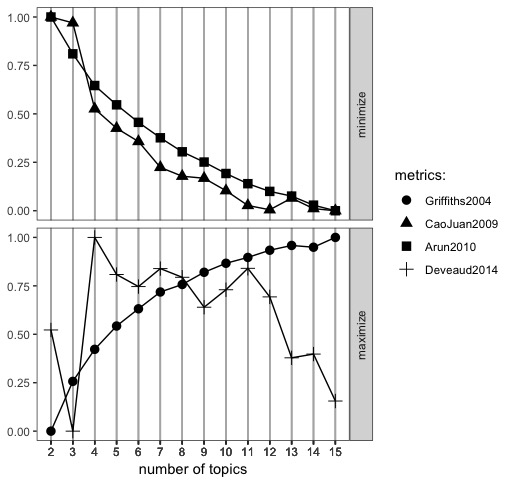 1.00
0.75
0.50
0.25
0.00
minimize
1.00
0.75
0.50
0.25
0.00
maximize
2 3 4 5 6 7 8 9 10 11 12 13 14 15
number of topics
metrics:
Griffiths2004
CaoJuan2009
Arun2010
Deveaud2014